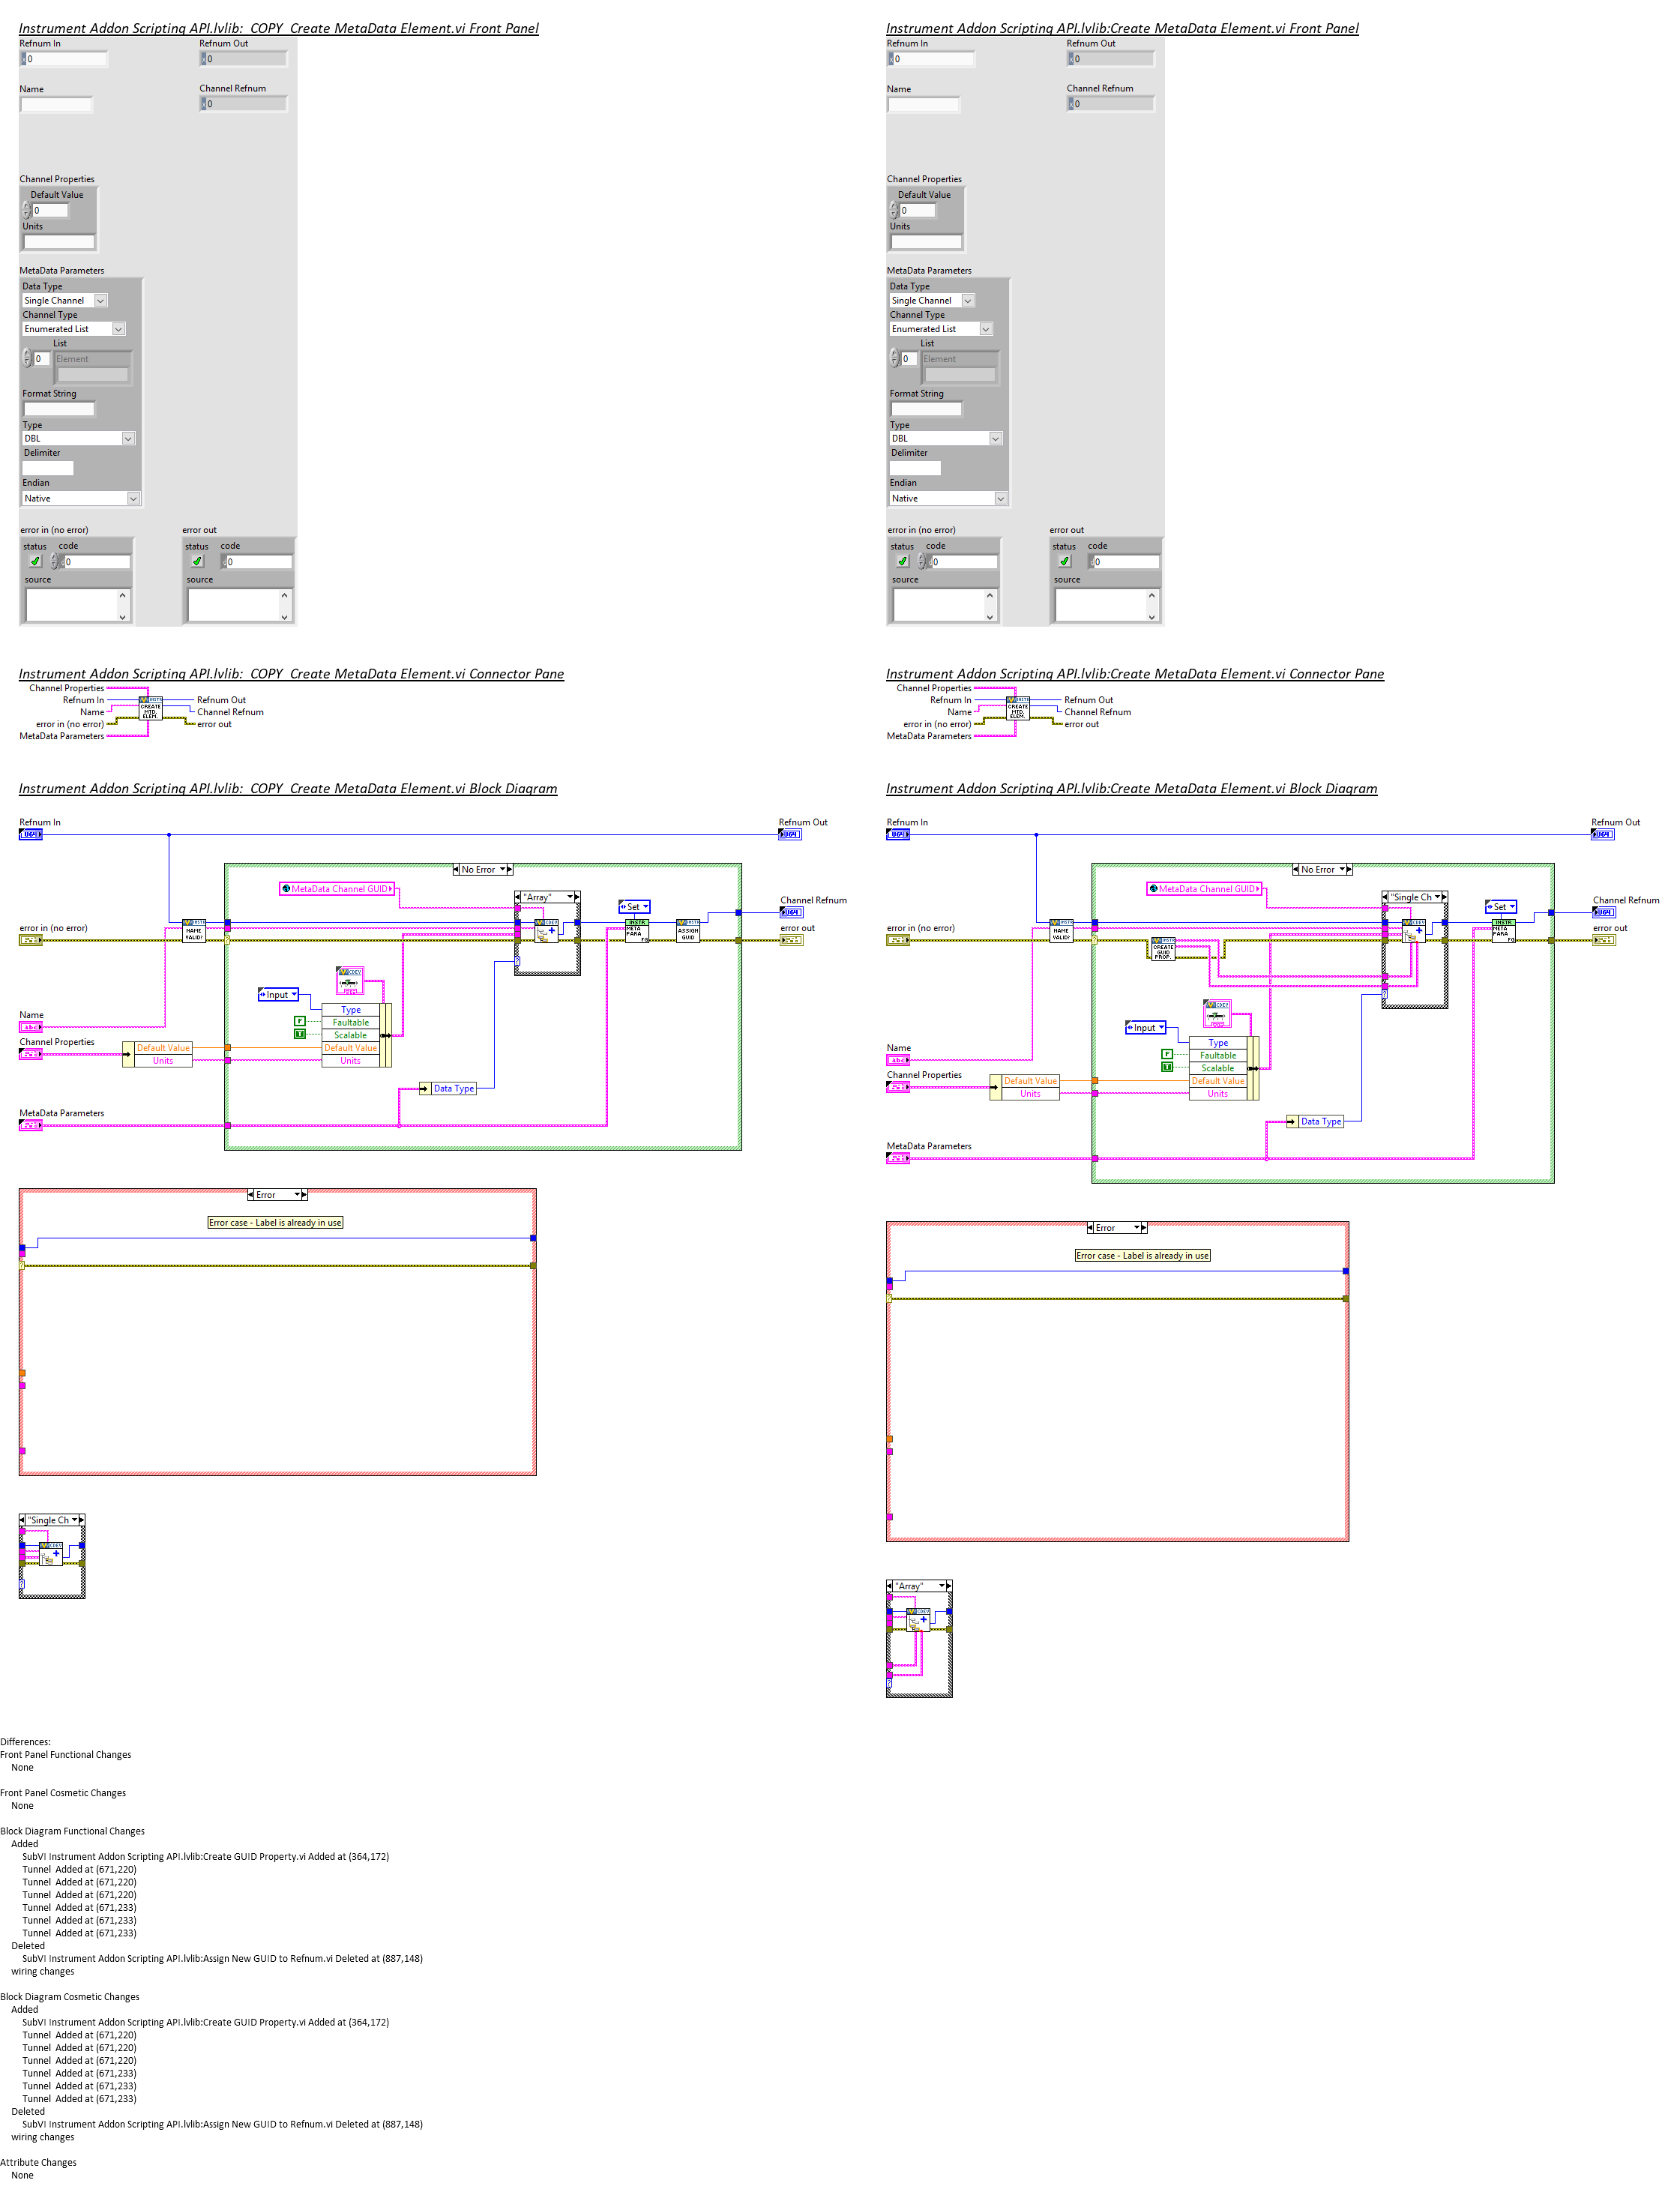 Instrument Addon Scripting API.lvlib:_COPY_Create MetaData Element.vi Front Panel
Refnum In
Refnum Out
0
0
Name
Channel Refnum
0
Channel Properties
Default Value
0
Units
MetaData Parameters
Data Type
Single Channel
Channel Type
Enumerated List
List
0
Element
Format String
Type
DBL
Delimiter
Endian
Native
error in (no error)
error out
status code
status code
0
0
source
source
Instrument Addon Scripting API.lvlib:Create MetaData Element.vi Front Panel
Refnum In
Refnum Out
0
0
Name
Channel Refnum
0
Channel Properties
Default Value
0
Units
MetaData Parameters
Data Type
Single Channel
Channel Type
Enumerated List
List
0
Element
Format String
Type
DBL
Delimiter
Endian
Native
error in (no error)
error out
status code
status code
0
0
source
source
Instrument Addon Scripting API.lvlib:_COPY_Create MetaData Element.vi Connector Pane
Channel Properties
Refnum In
Name
error in (no error)
MetaData Parameters
INSTR
CREATE
MTD.
ELEM.
Refnum Out
Channel Refnum
error out
Instrument Addon Scripting API.lvlib:Create MetaData Element.vi Connector Pane
Channel Properties
Refnum In
Name
error in (no error)
MetaData Parameters
INSTR
CREATE
MTD.
ELEM.
Refnum Out
Channel Refnum
error out
Instrument Addon Scripting API.lvlib:_COPY_Create MetaData Element.vi Block Diagram
Refnum In
Refnum Out
No Error
MetaData Channel GUID
"Array"
Set
Channel Refnum
error in (no error)
NAME
VALID?
INSTR
META
PARA
FG
ASSIGN
GUID
error out
CDEV
Input
Type
Faultable
Scalable
Default Value
Units
F
T
Name
abc
Channel Properties
Default Value
Units
Data Type
MetaData Parameters
Error
Error case - Label is already in use
"Single Ch
Instrument Addon Scripting API.lvlib:Create MetaData Element.vi Block Diagram
Refnum In
Refnum Out
No Error
MetaData Channel GUID
"Single Ch
Set
Channel Refnum
error in (no error)
NAME
VALID?
CREATE
GUID
PROP.
INSTR
META
PARA
FG
error out
CDEV
Input
Type
Faultable
Scalable
Default Value
Units
F
T
Name
abc
Channel Properties
Default Value
Units
Data Type
MetaData Parameters
Error
Error case - Label is already in use
"Array"
Differences:
Front Panel Functional Changes
None
Front Panel Cosmetic Changes
None
Block Diagram Functional Changes
Added
SubVI Instrument Addon Scripting API.lvlib:Create GUID Property.vi Added at (364,172)
Tunnel  Added at (671,220)
Tunnel  Added at (671,220)
Tunnel  Added at (671,220)
Tunnel  Added at (671,233)
Tunnel  Added at (671,233)
Tunnel  Added at (671,233)
Deleted
SubVI Instrument Addon Scripting API.lvlib:Assign New GUID to Refnum.vi Deleted at (887,148)
wiring changes
Block Diagram Cosmetic Changes
Added
SubVI Instrument Addon Scripting API.lvlib:Create GUID Property.vi Added at (364,172)
Tunnel  Added at (671,220)
Tunnel  Added at (671,220)
Tunnel  Added at (671,220)
Tunnel  Added at (671,233)
Tunnel  Added at (671,233)
Tunnel  Added at (671,233)
Deleted
SubVI Instrument Addon Scripting API.lvlib:Assign New GUID to Refnum.vi Deleted at (887,148)
wiring changes
Attribute Changes
None